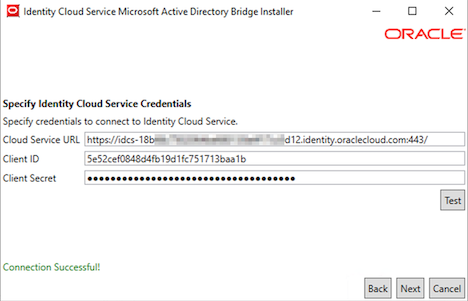 Identity Cloud Service Microsoft Active Directory Bridge Installer
ORACLE
Specify Identity Cloud Service Credentials
Specify credentials to connect to Identity Cloud Service.
Cloud Service URL https://idcs-18b d12.identity.oraclecloud.com:443/
Client ID 5e52cef0848d4fb19d1fc751713baa1b
Client Secret ●●●●●●●●●●●●●●●●●●●●●●●●●●●●●●●●●●●●
Test
Connection Successful!
Back Next Cancel